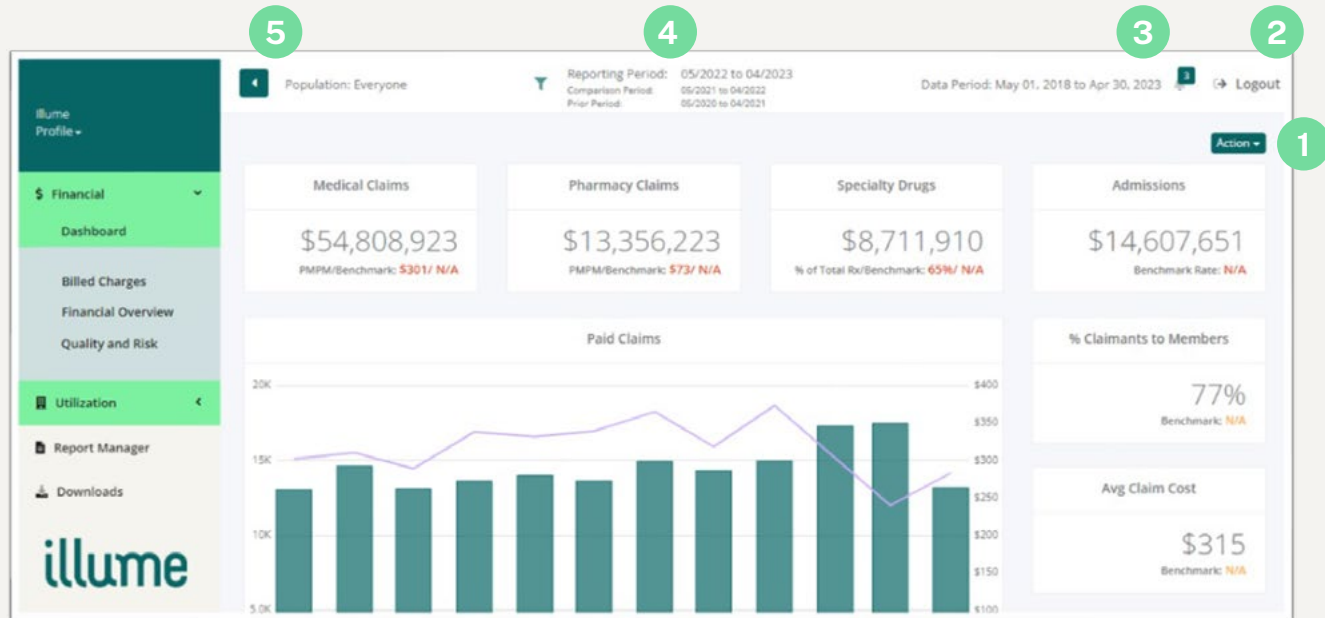 5
4
3
2
Population: Everyone
Reporting Period: 05/2022 to 04/2023
Comparison Period: 05/2021 to 04/2022
Prior Period: 05/2020 to 04/2021
Data Period: May 01, 2018 to Apr 30, 2023
3
Logout
Illume
Profile
Action
1
$ Financial
Dashboard
Billed Charges
Financial Overview
Quality and Risk
Utilization
Report Manager
Downloads
illume
Medical Claims
$54,808,923
PMPM/Benchmark: $301/ N/A
Pharmacy Claims
$13,356,223
PMPM/Benchmark: $73/ N/A
Specialty Drugs
$8,711,910
% of Total Rx/Benchmark: 65%/ N/A
Admissions
$14,607,651
Benchmark Rate: N/A
Paid Claims
20K
15K
10K
5.0K
$400
$350
$300
$250
$200
$150
$100
% Claimants to Members
77%
Benchmark: N/A
Avg Claim Cost
$315
Benchmark: N/A